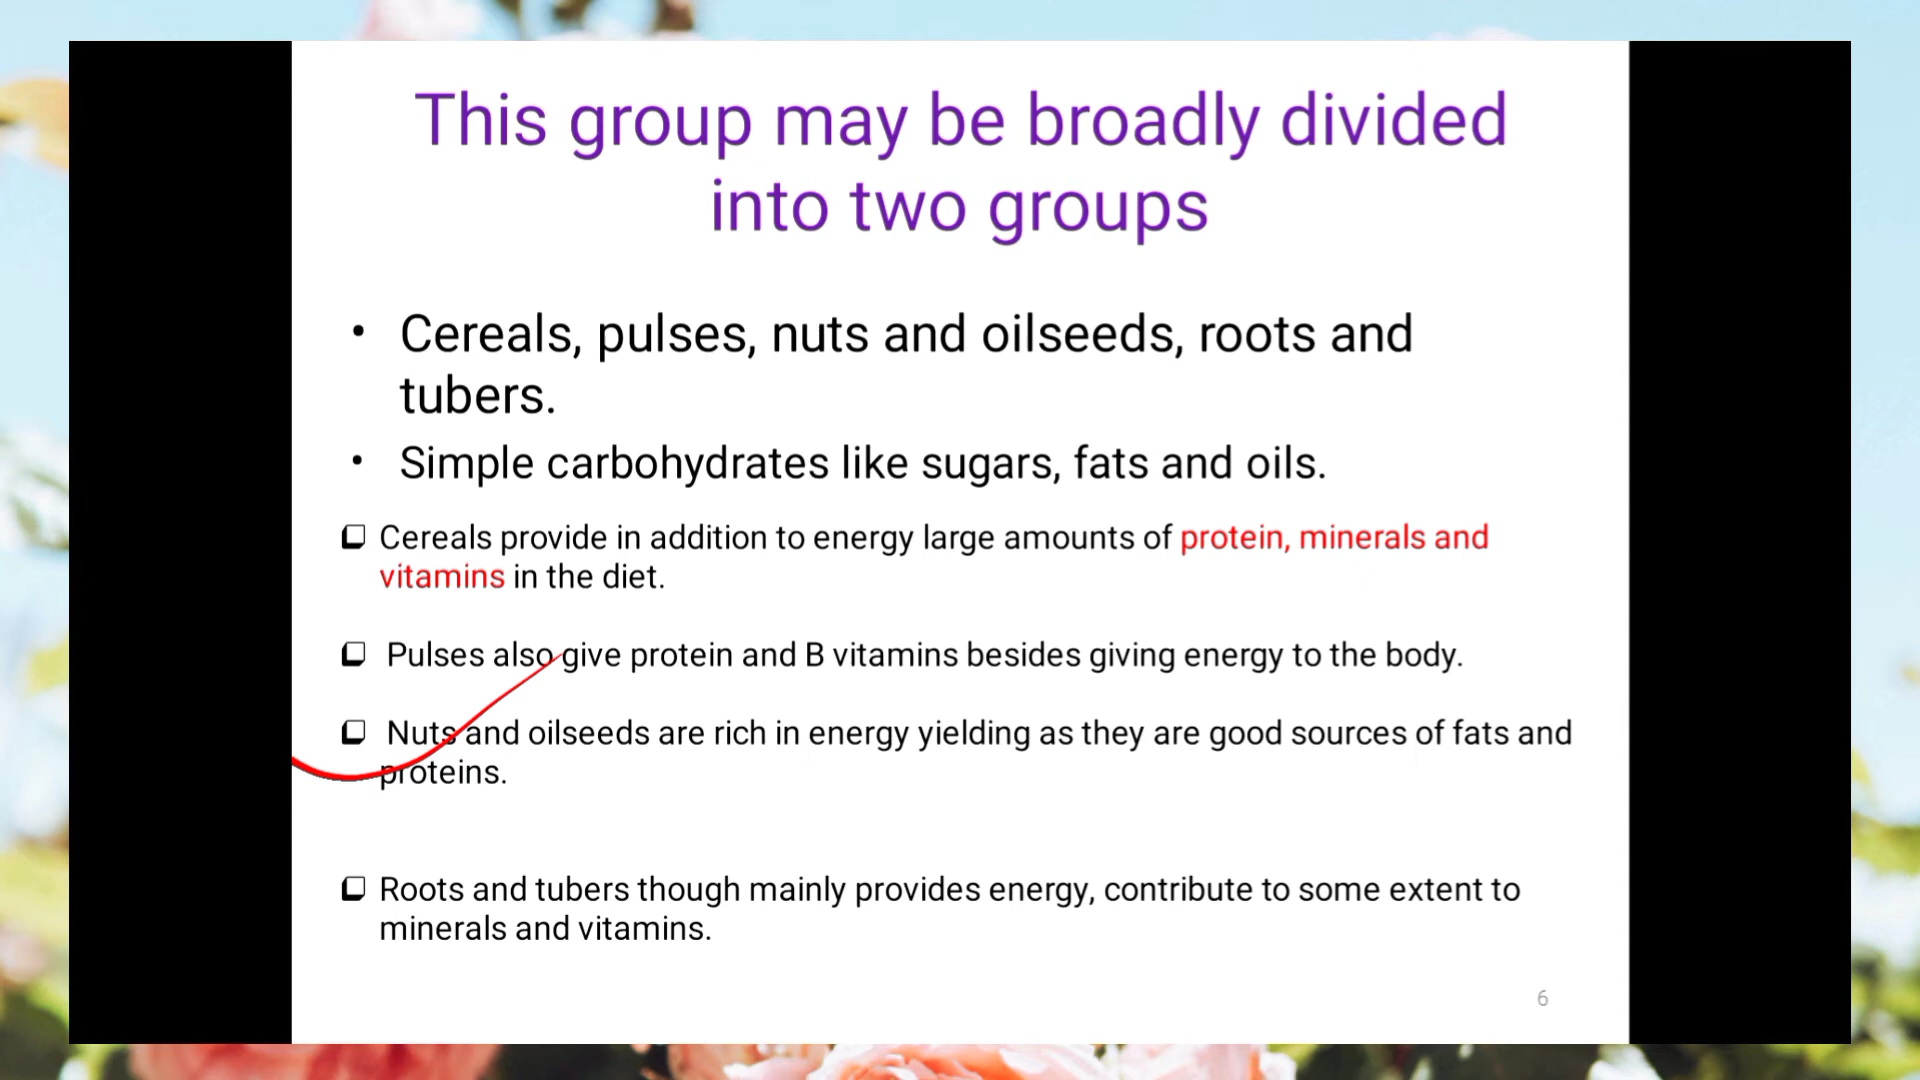 This group may be broadly divided
into two groups
• Cereals, pulses, nuts and oilseeds, roots and
tubers.
• Simple carbohydrates like sugars, fats and oils.
❑ Cereals provide in addition to energy large amounts of protein, minerals and
vitamins in the diet.
❑ Pulses also give protein and B vitamins besides giving energy to the body.
❑ Nuts and oilseeds are rich in energy yielding as they are good sources of fats and
proteins.
❑ Roots and tubers though mainly provides energy, contribute to some extent to
minerals and vitamins.
6